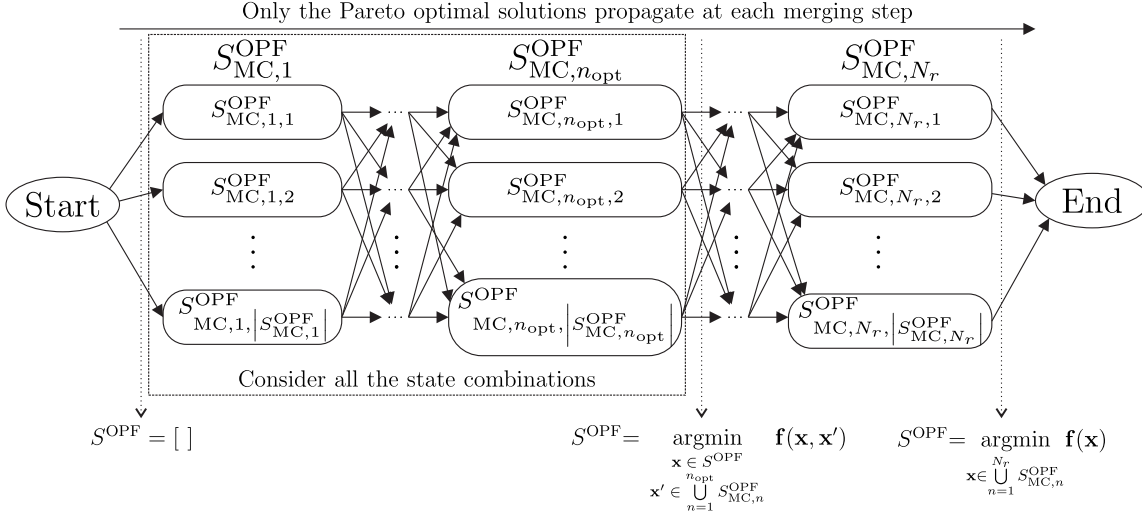 Only the Pareto optimal solutions propagate at each merging step
S^OPF_MC,1 S^OPF_MC,n_opt S^OPF_MC,N_r
S^OPF_MC,1,1 ... S^OPF_MC,n_opt,1 ... S^OPF_MC,N_r,1
Start S^OPF_MC,1,2 ... S^OPF_MC,n_opt,2 ... S^OPF_MC,N_r,2 End
⋮ ⋮ ⋮ ⋮ ⋮
S^OPF_MC,1,|S^OPF_MC,1| ... S^OPF_MC,n_opt,|S^OPF_MC,n_opt| ... S^OPF_MC,N_r,|S^OPF_MC,N_r|
Consider all the state combinations
S^OPF = [ ] S^OPF = argmin f(x, x′) S^OPF = argmin f(x)
x ∈ S^OPF
x′ ∈ ⋃_{n=1}^{n_opt} S^OPF_MC,n x∈ ⋃_{n=1}^{N_r} S^OPF_MC,n